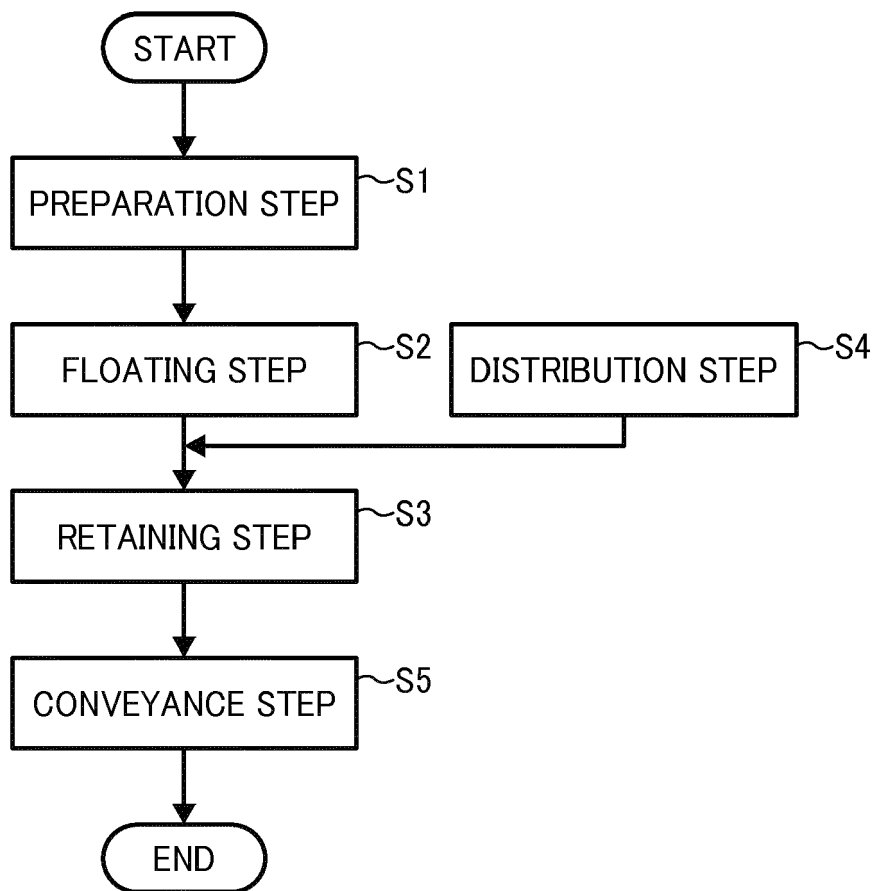 START
PREPARATION STEP
S1
FLOATING STEP
S2
DISTRIBUTION STEP
S4
RETAINING STEP
S3
CONVEYANCE STEP
S5
END